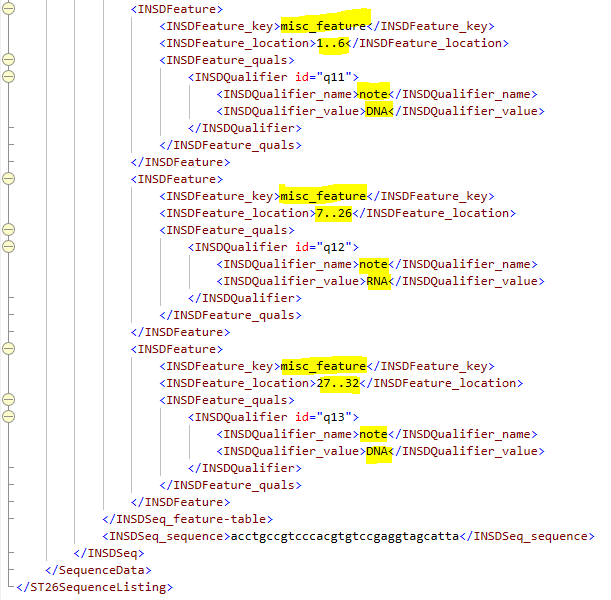 <INSDFeature>
<INSDFeature_key>misc_feature</INSDFeature_key>
<INSDFeature_location>1..6</INSDFeature_location>
<INSDFeature_quals>
<INSDQualifier id="q11">
<INSDQualifier_name>note</INSDQualifier_name>
<INSDQualifier_value>DNA</INSDQualifier_value>
</INSDQualifier>
</INSDFeature_quals>
</INSDFeature>
<INSDFeature>
<INSDFeature_key>misc_feature</INSDFeature_key>
<INSDFeature_location>7..26</INSDFeature_location>
<INSDFeature_quals>
<INSDQualifier id="q12">
<INSDQualifier_name>note</INSDQualifier_name>
<INSDQualifier_value>RNA</INSDQualifier_value>
</INSDQualifier>
</INSDFeature_quals>
</INSDFeature>
<INSDFeature>
<INSDFeature_key>misc_feature</INSDFeature_key>
<INSDFeature_location>27..32</INSDFeature_location>
<INSDFeature_quals>
<INSDQualifier id="q13">
<INSDQualifier_name>note</INSDQualifier_name>
<INSDQualifier_value>DNA</INSDQualifier_value>
</INSDQualifier>
</INSDFeature_quals>
</INSDFeature>
</INSDSeq_feature-table>
<INSDSeq_sequence>acctgccgtcccacgtgtccgaggtagcatta</INSDSeq_sequence>
</INSDSeq>
</SequenceData>
</ST26SequenceListing>